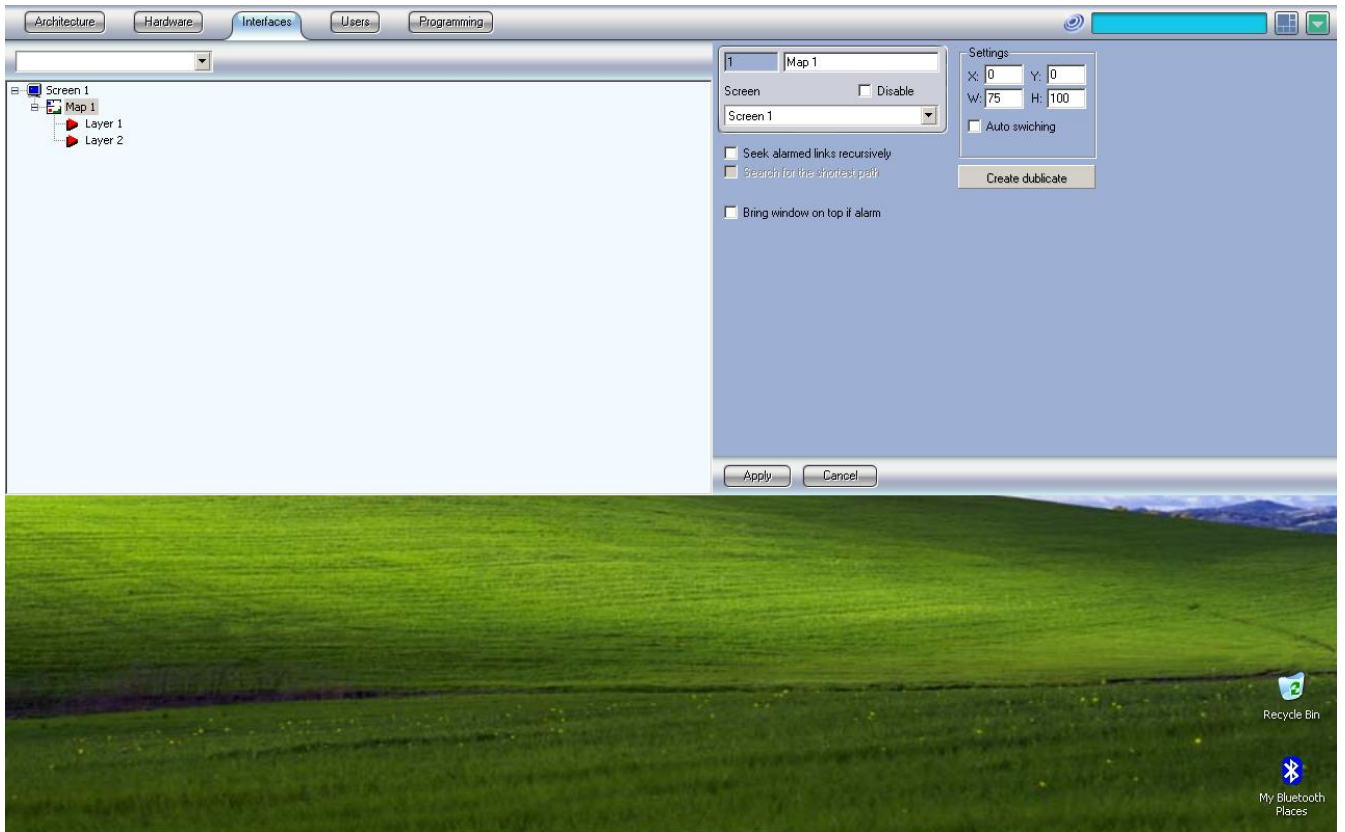 Architecture Hardware Interfaces Users Programming
Screen 1
Map 1
Layer 1
Layer 2
1 Map 1
Screen Disable
Screen 1
Seek alarmed links recursively
Search for the shortest path
Bring window on top if alarm
Settings
X: 0 Y: 0
W: 75 H: 100
Auto swiching
Create dublicate
Apply Cancel
Recycle Bin
My Bluetooth
Places